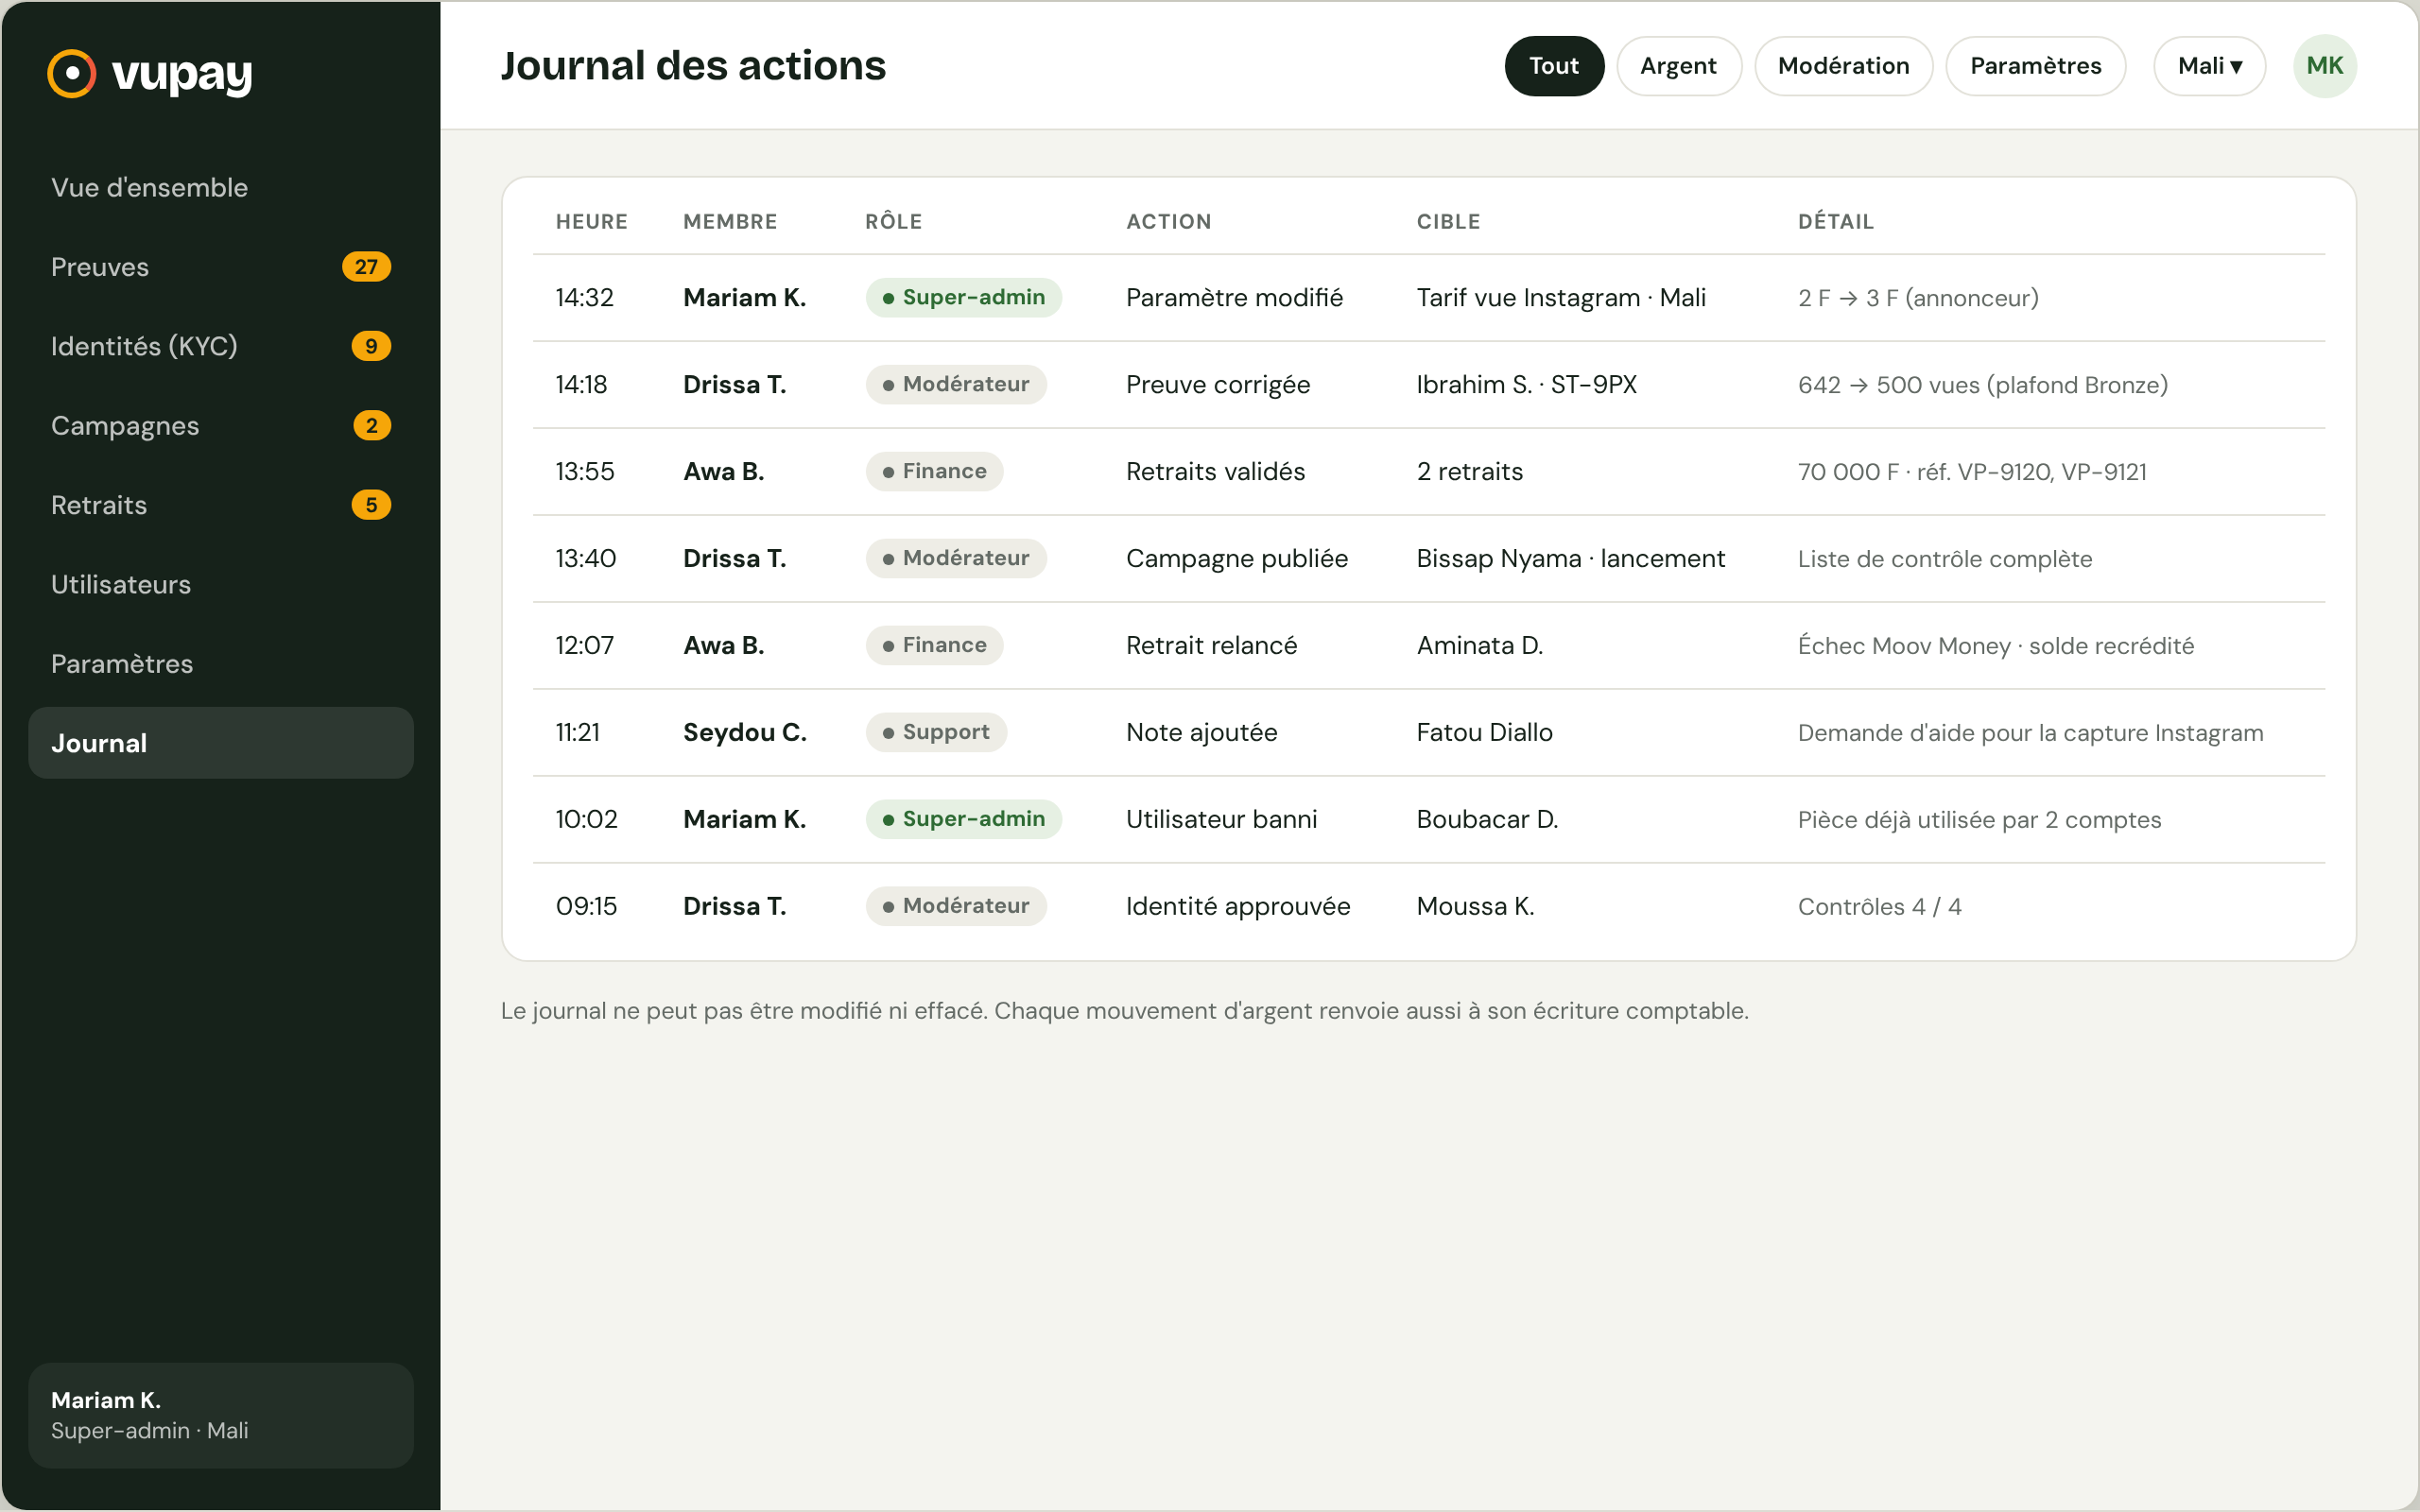 vupay
Vue d'ensemble
Preuves 27
Identités (KYC) 9
Campagnes 2
Retraits 5
Utilisateurs
Paramètres
Journal
Mariam K.
Super-admin · Mali
Journal des actions
Tout Argent Modération Paramètres Mali ▾ MK
HEURE MEMBRE RÔLE ACTION CIBLE DÉTAIL
14:32 Mariam K. Super-admin Paramètre modifié Tarif vue Instagram · Mali 2 F → 3 F (annonceur)
14:18 Drissa T. Modérateur Preuve corrigée Ibrahim S. · ST-9PX 642 → 500 vues (plafond Bronze)
13:55 Awa B. Finance Retraits validés 2 retraits 70 000 F · réf. VP-9120, VP-9121
13:40 Drissa T. Modérateur Campagne publiée Bissap Nyama · lancement Liste de contrôle complète
12:07 Awa B. Finance Retrait relancé Aminata D. Échec Moov Money · solde recrédité
11:21 Seydou C. Support Note ajoutée Fatou Diallo Demande d'aide pour la capture Instagram
10:02 Mariam K. Super-admin Utilisateur banni Boubacar D. Pièce déjà utilisée par 2 comptes
09:15 Drissa T. Modérateur Identité approuvée Moussa K. Contrôles 4 / 4
Le journal ne peut pas être modifié ni effacé. Chaque mouvement d'argent renvoie aussi à son écriture comptable.